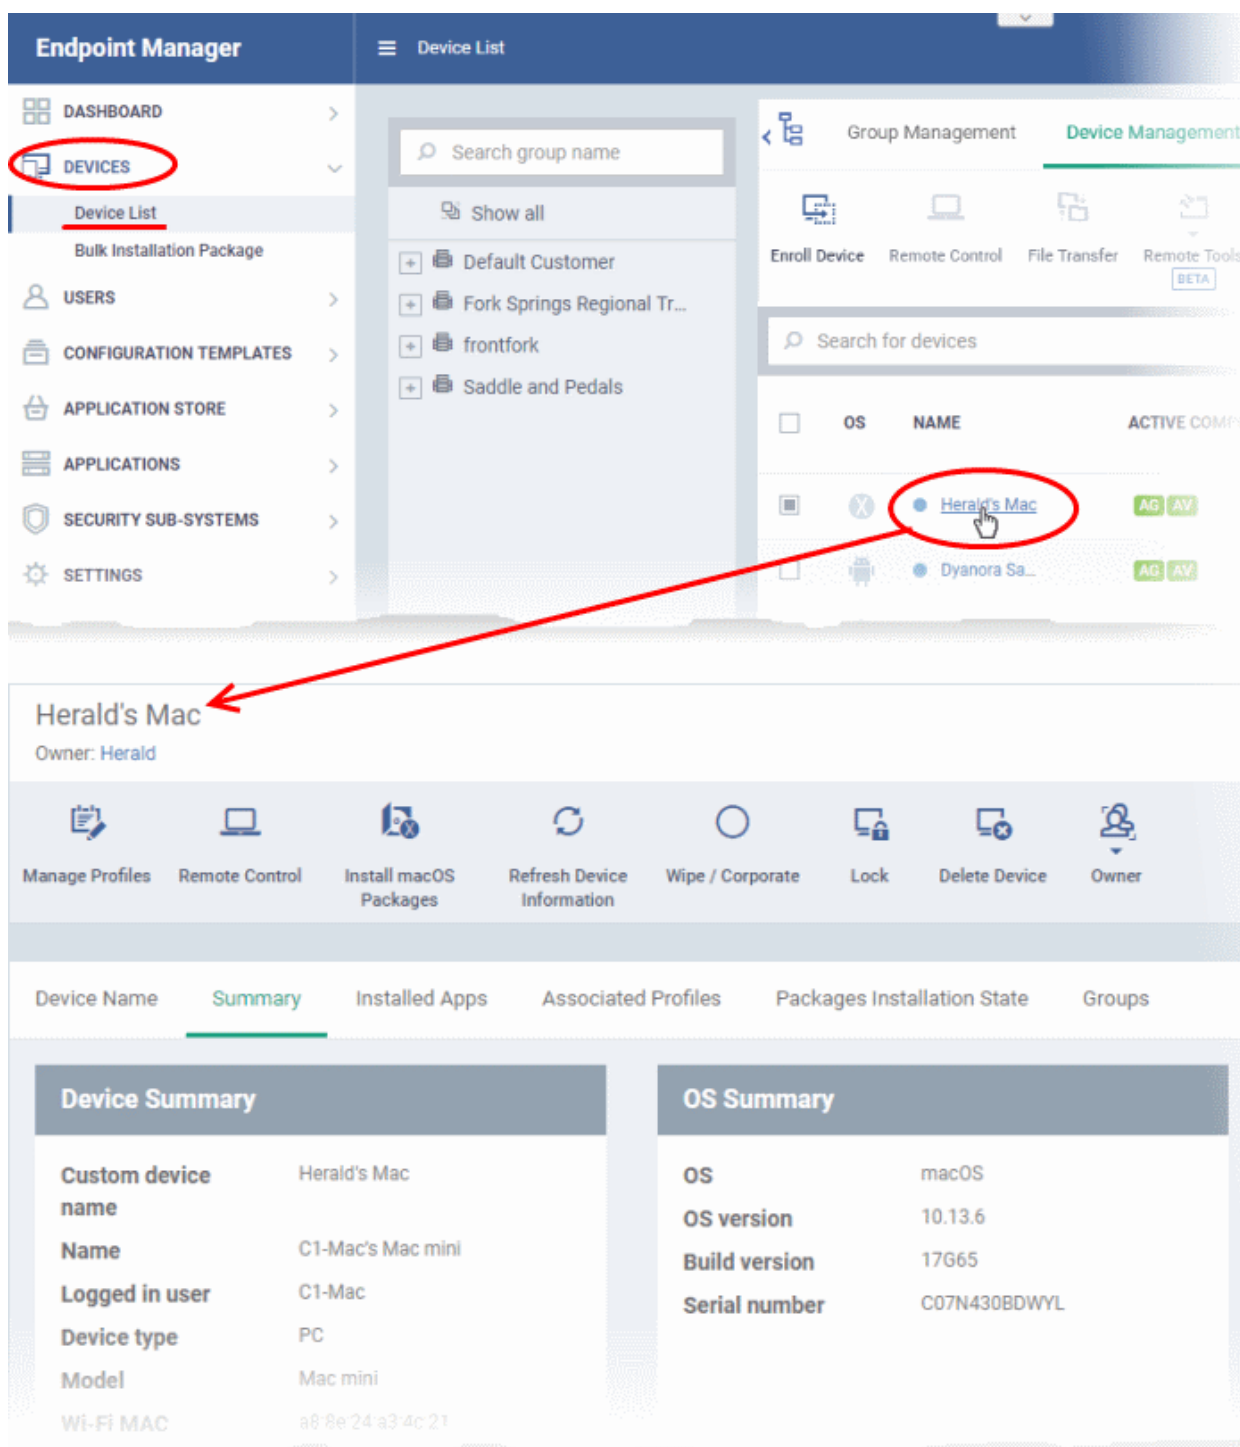 Endpoint Manager
Device List
DASHBOARD
DEVICES
Device List
Bulk Installation Package
USERS
CONFIGURATION TEMPLATES
APPLICATION STORE
APPLICATIONS
SECURITY SUB-SYSTEMS
SETTINGS
Search group name
Show all
Default Customer
Fork Springs Regional Tr...
frontfork
Saddle and Pedals
Group Management
Device Management
Enroll Device
Remote Control
File Transfer
Remote Tools
BETA
Search for devices
OS NAME ACTIVE COMP
X Herald's Mac AG AV
Dyanora Sa... AG AV
Herald's Mac
Owner: Herald
Manage Profiles
Remote Control
Install macOS
Packages
Refresh Device
Information
Wipe / Corporate
Lock
Delete Device
Owner
Device Name
Summary
Installed Apps
Associated Profiles
Packages Installation State
Groups
Device Summary
Custom device Herald's Mac
name
Name C1-Mac's Mac mini
Logged in user C1-Mac
Device type PC
Model Mac mini
Wi-Fi MAC a8:8e:24:a3:4c:21
OS Summary
OS macOS
OS version 10.13.6
Build version 17G65
Serial number C07N430BDWYL